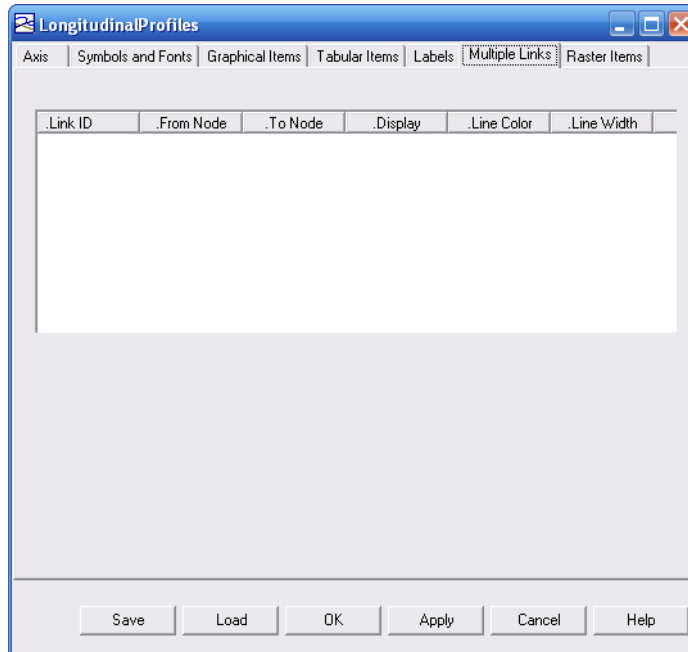 LongitudinalProfiles
Axis Symbols and Fonts Graphical Items Tabular Items Labels Multiple Links Raster Items
.Link ID .From Node .To Node .Display .Line Color .Line Width
Save Load OK Apply Cancel Help